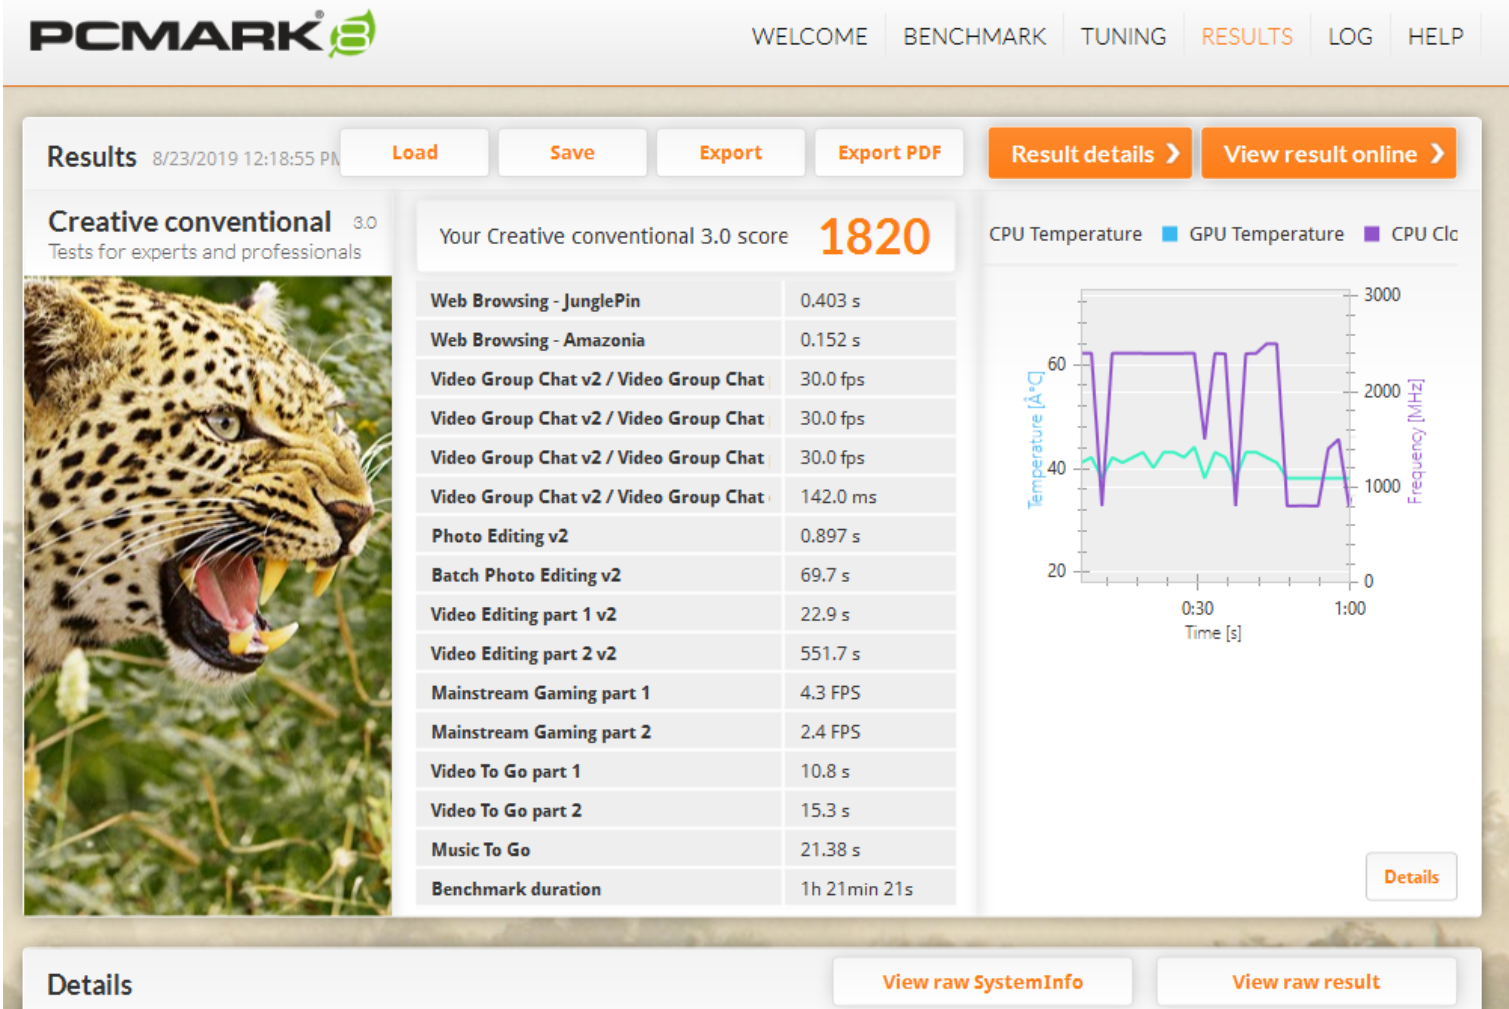 PCMARK® 8
WELCOME BENCHMARK TUNING RESULTS LOG HELP
Results 8/23/2019 12:18:55 PM
Load Save Export Export PDF Result details ❯ View result online ❯
Creative conventional 3.0
Tests for experts and professionals
Your Creative conventional 3.0 score 1820
Web Browsing - JunglePin 0.403 s
Web Browsing - Amazonia 0.152 s
Video Group Chat v2 / Video Group Chat 30.0 fps
Video Group Chat v2 / Video Group Chat 30.0 fps
Video Group Chat v2 / Video Group Chat 30.0 fps
Video Group Chat v2 / Video Group Chat 142.0 ms
Photo Editing v2 0.897 s
Batch Photo Editing v2 69.7 s
Video Editing part 1 v2 22.9 s
Video Editing part 2 v2 551.7 s
Mainstream Gaming part 1 4.3 FPS
Mainstream Gaming part 2 2.4 FPS
Video To Go part 1 10.8 s
Video To Go part 2 15.3 s
Music To Go 21.38 s
Benchmark duration 1h 21min 21s
CPU Temperature GPU Temperature CPU Clo
3000
60
2000
40
1000
20
0
Temperature [Â°C]
Frequency [MHz]
0:30 1:00
Time [s]
Details
Details
View raw SystemInfo View raw result